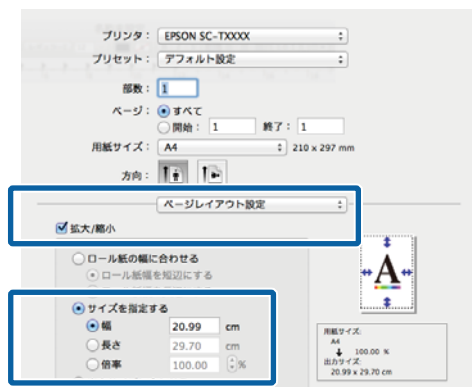 プリンタ： EPSON SC-TXXXX
プリセット： デフォルト設定
部数： 1
ページ： すべて
開始： 1 終了： 1
用紙サイズ： A4 210 x 297 mm
方向：
ページレイアウト設定
拡大/縮小
ロール紙の幅に合わせる
ロール紙幅を短辺にする
サイズを指定する
幅 20.99 cm
長さ 29.70 cm
倍率 100.00 %
A
用紙サイズ:
A4
100.00 %
出力サイズ:
20.99 x 29.70 cm